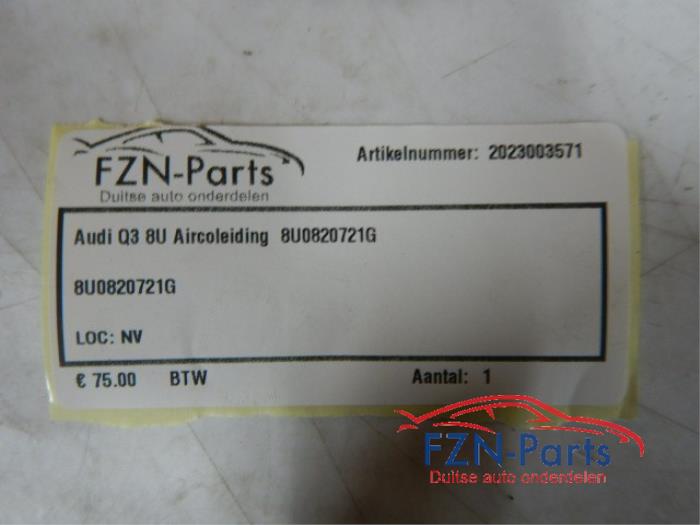 FZN-Parts
Duitse auto onderdelen
Artikelnummer: 2023003571
Audi Q3 8U Aircoleiding 8U0820721G
8U0820721G
LOC: NV
€ 75.00 BTW Aantal: 1
FZN-Parts
Duitse auto onderdelen